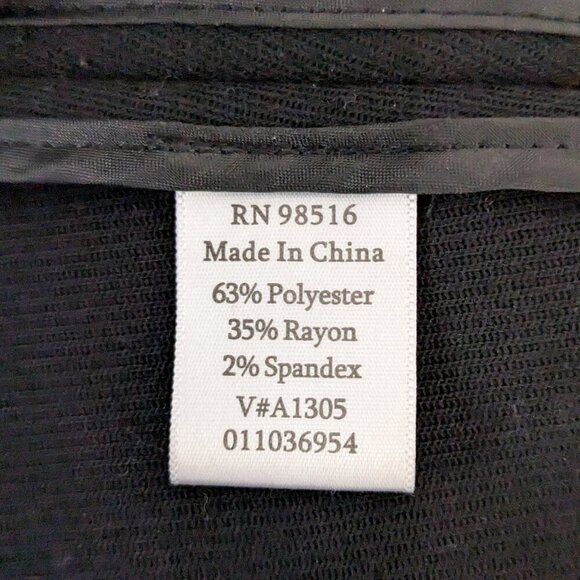 RN 98516
Made In China
63% Polyester
35% Rayon
2% Spandex
V#A1305
011036954